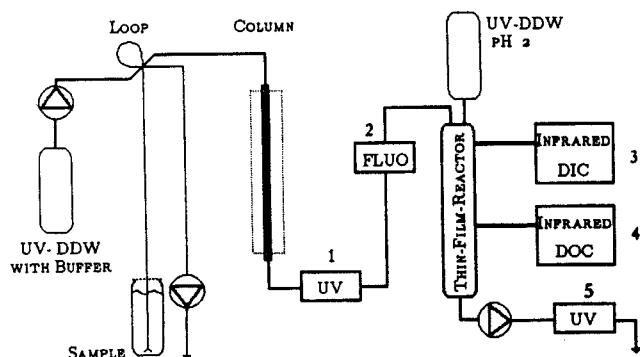 LOOP
COLUMN
UV-DDW
pH 2
2
FLUO
THIN-FILM-REACTOR
INFRARED
DIC
3
INFRARED
DOC
4
UV-DDW
WITH BUFFER
1
UV
5
UV
SAMPLE